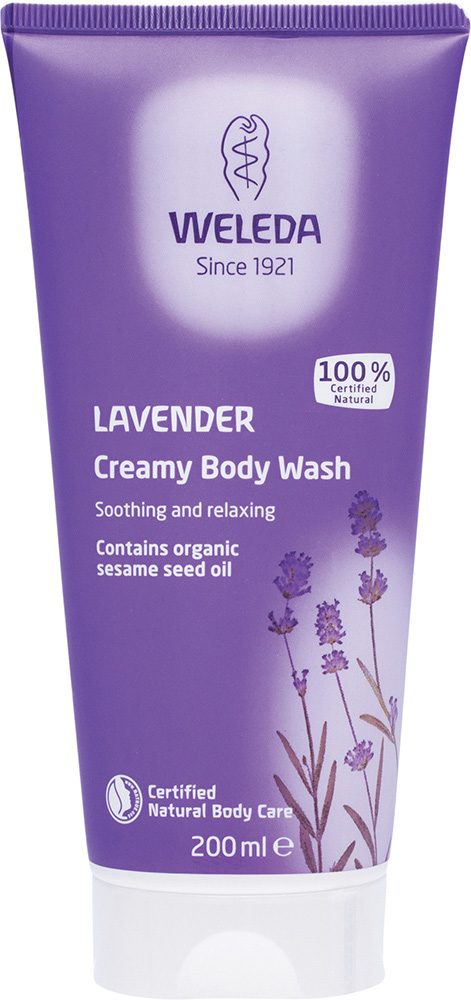 WELEDA
Since 1921
100%
Certified
Natural
LAVENDER
Creamy Body Wash
Soothing and relaxing
Contains organic
sesame seed oil
Certified
Natural Body Care
200 ml ℮